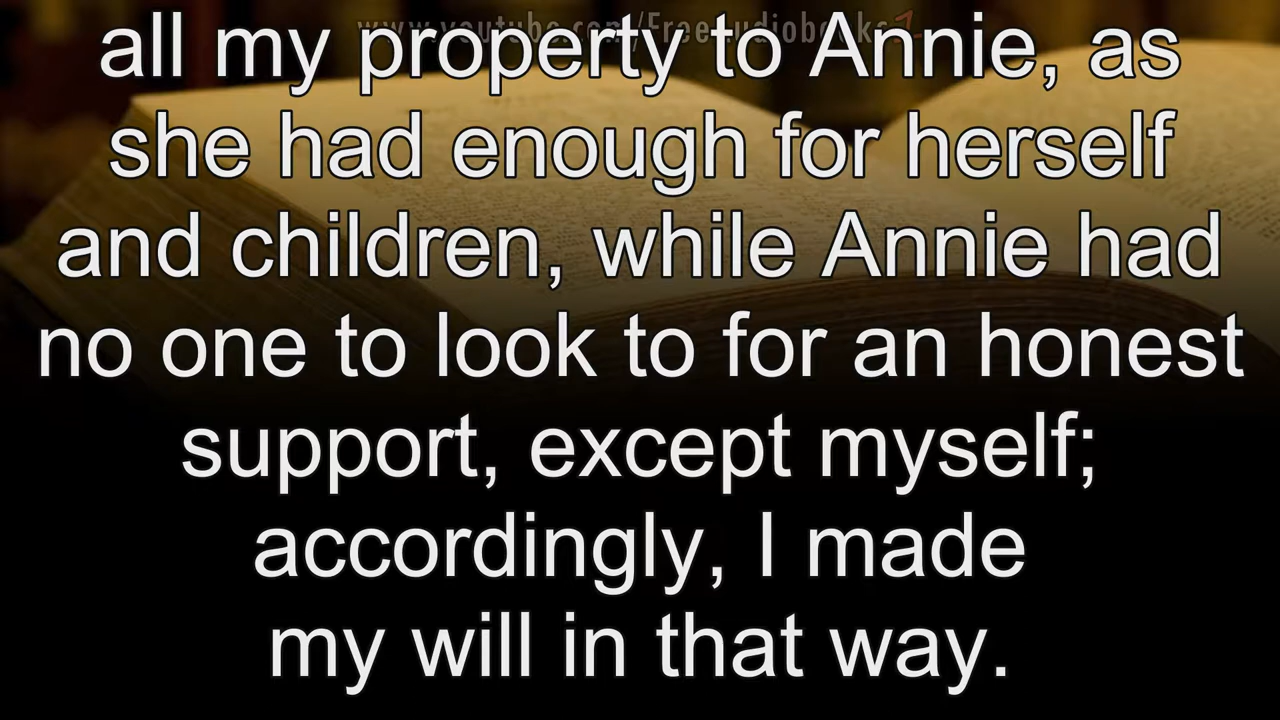 www.youtube.com/FreeAudiobooks1
all my property to Annie, as
she had enough for herself
and children, while Annie had
no one to look to for an honest
support, except myself;
accordingly, I made
my will in that way.